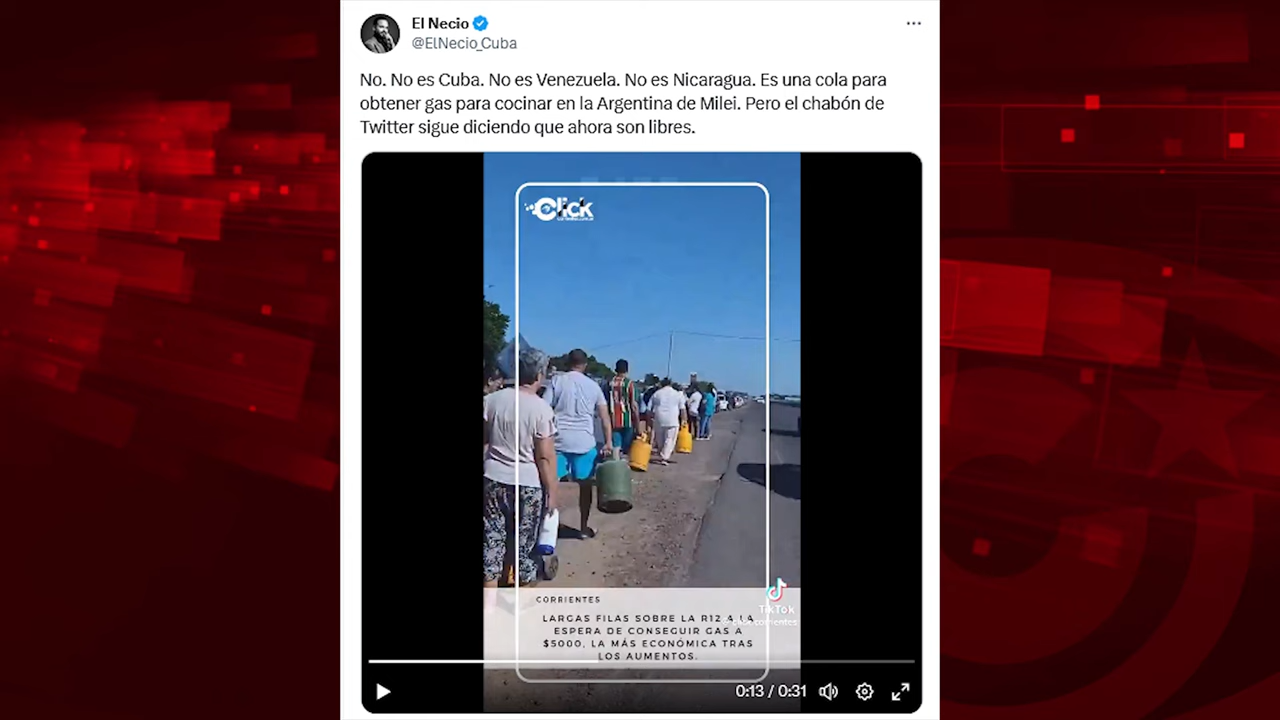 El Necio
@ElNecio_Cuba
No. No es Cuba. No es Venezuela. No es Nicaragua. Es una cola para
obtener gas para cocinar en la Argentina de Milei. Pero el chabón de
Twitter sigue diciendo que ahora son libres.
Click
CORRIENTES
LARGAS FILAS SOBRE LA R12 A LA
ESPERA DE CONSEGUIR GAS A
$5000, LA MÁS ECONÓMICA TRAS
LOS AUMENTOS.
TikTok
0:13 / 0:31